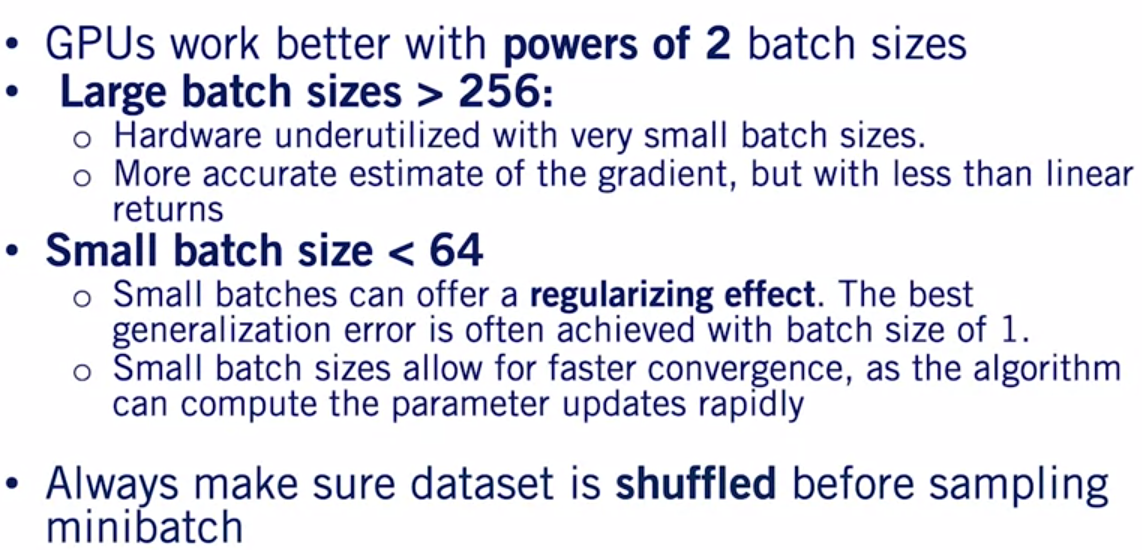 • GPUs work better with powers of 2 batch sizes
• Large batch sizes > 256:
o Hardware underutilized with very small batch sizes.
o More accurate estimate of the gradient, but with less than linear
returns
• Small batch size < 64
o Small batches can offer a regularizing effect. The best
generalization error is often achieved with batch size of 1.
o Small batch sizes allow for faster convergence, as the algorithm
can compute the parameter updates rapidly
• Always make sure dataset is shuffled before sampling
minibatch